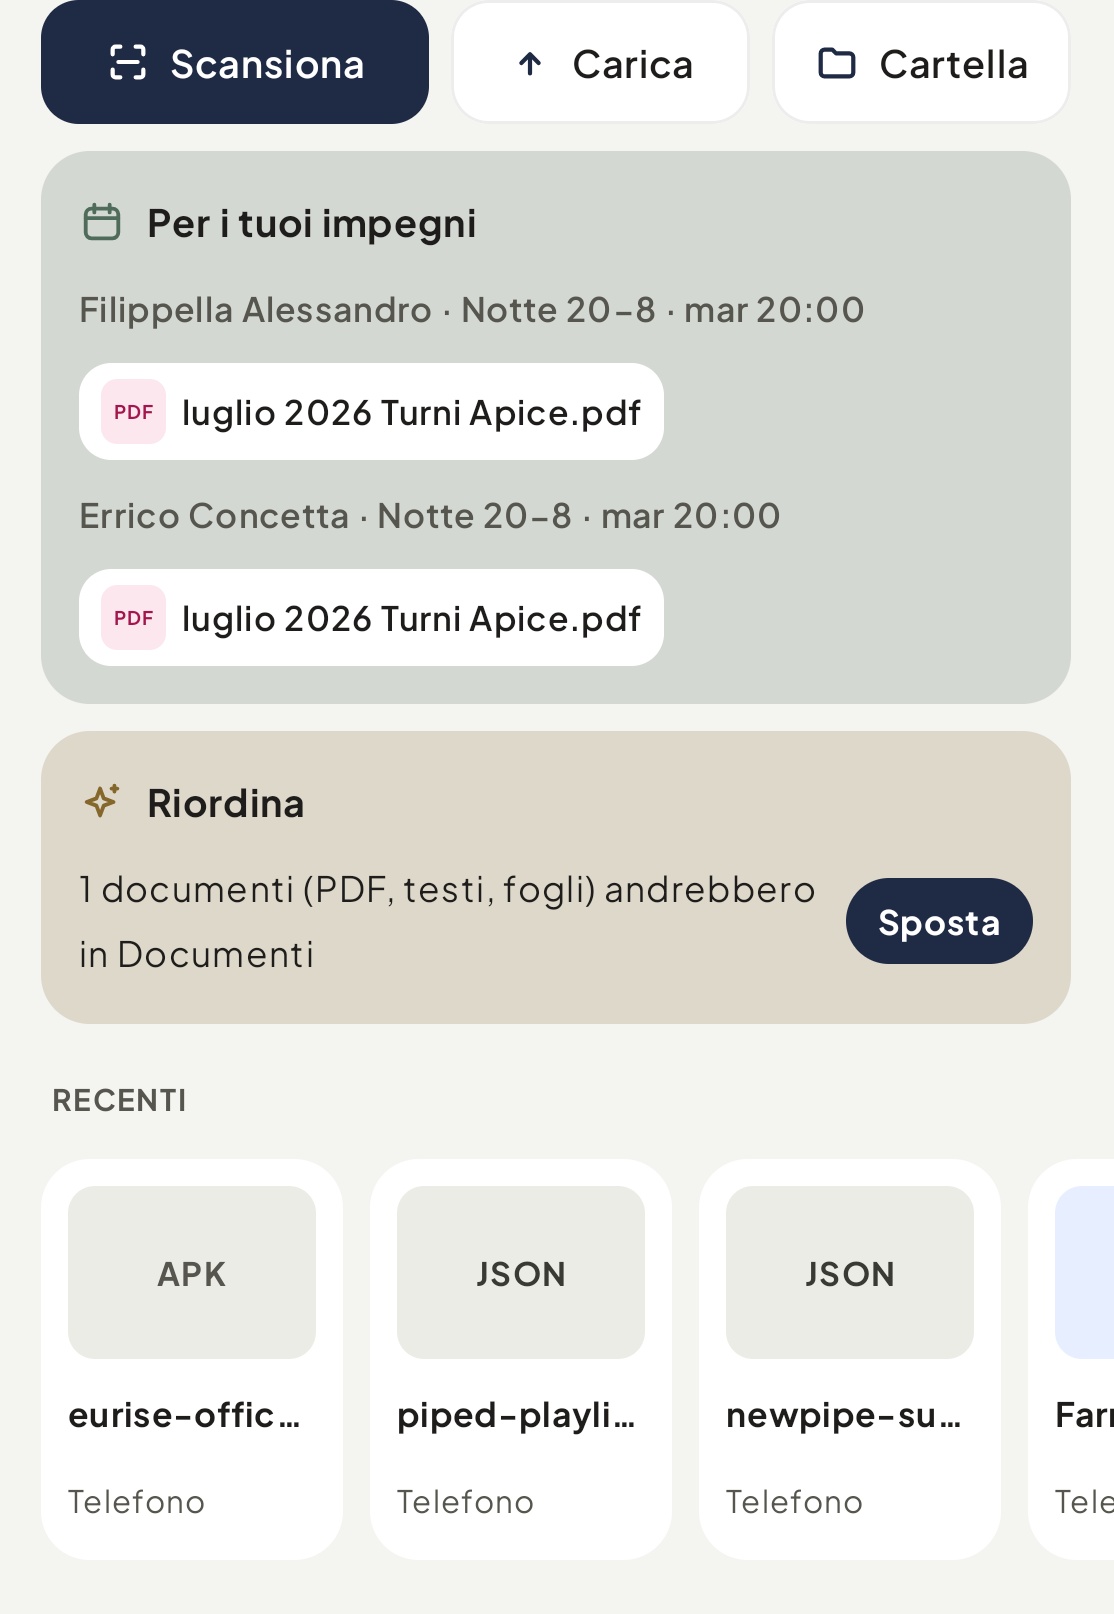 Scansiona
Carica
Cartella
Per i tuoi impegni
Filippella Alessandro · Notte 20–8 · mar 20:00
PDF luglio 2026 Turni Apice.pdf
Errico Concetta · Notte 20–8 · mar 20:00
PDF luglio 2026 Turni Apice.pdf
Riordina
1 documenti (PDF, testi, fogli) andrebbero
in Documenti
Sposta
RECENTI
APK
JSON
JSON
eurise-offic...
piped-playli...
newpipe-su...
Telefono
Telefono
Telefono